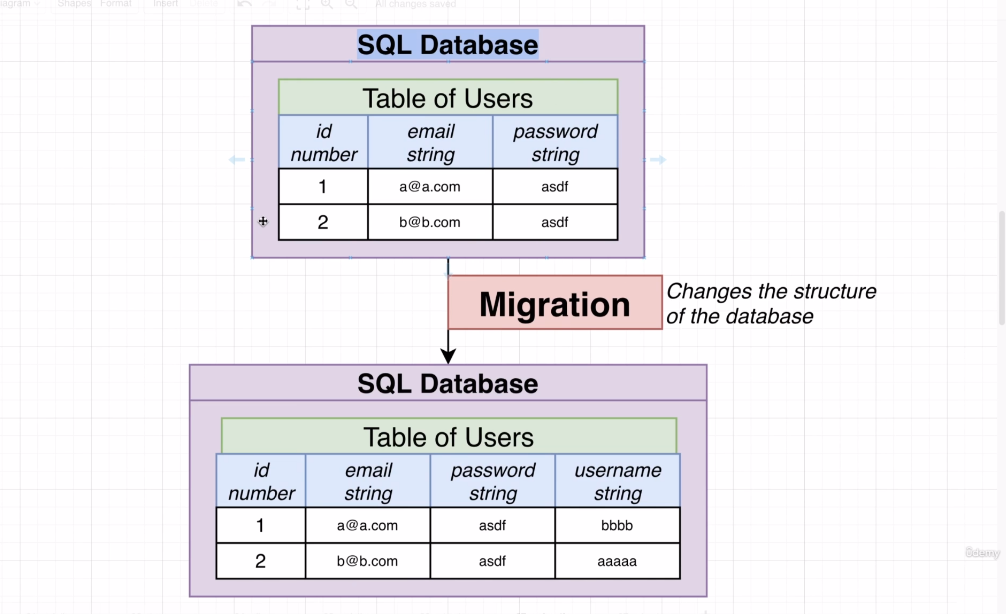 Shapes Format Insert All changes saved
SQL Database
Table of Users
id email password
number string string
1 a@a.com asdf
2 b@b.com asdf
Migration
Changes the structure
of the database
SQL Database
Table of Users
id email password username
number string string string
1 a@a.com asdf bbbb
2 b@b.com asdf aaaaa
Udemy